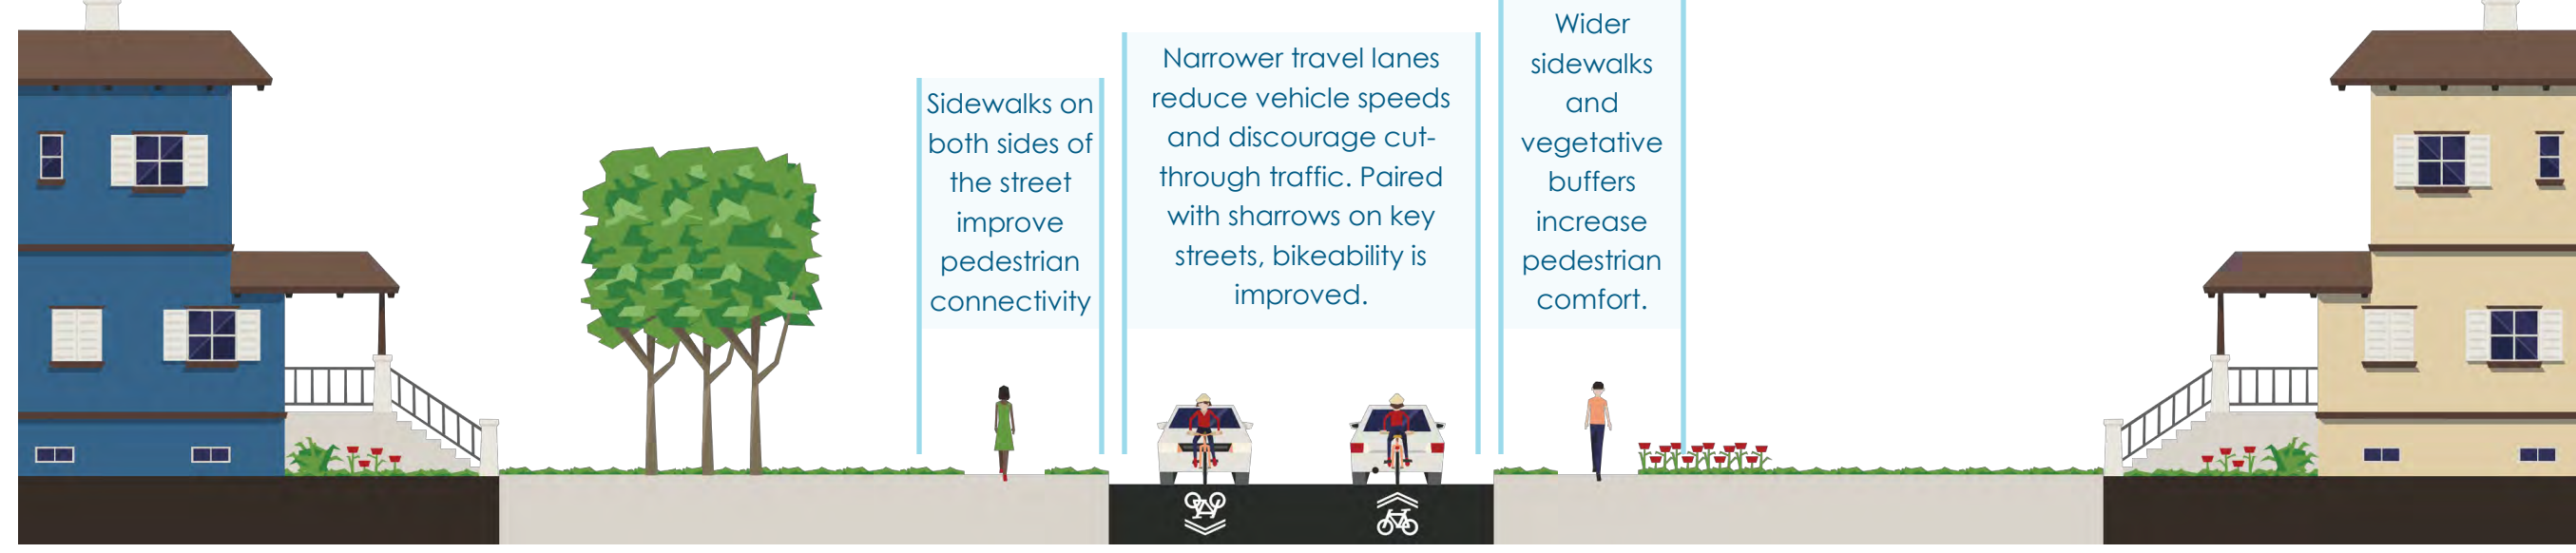 Sidewalks on
both sides of
the street
improve
pedestrian
connectivity
Narrower travel lanes
reduce vehicle speeds
and discourage cut-
through traffic. Paired
with sharrows on key
streets, bikeability is
improved.
Wider
sidewalks
and
vegetative
buffers
increase
pedestrian
comfort.